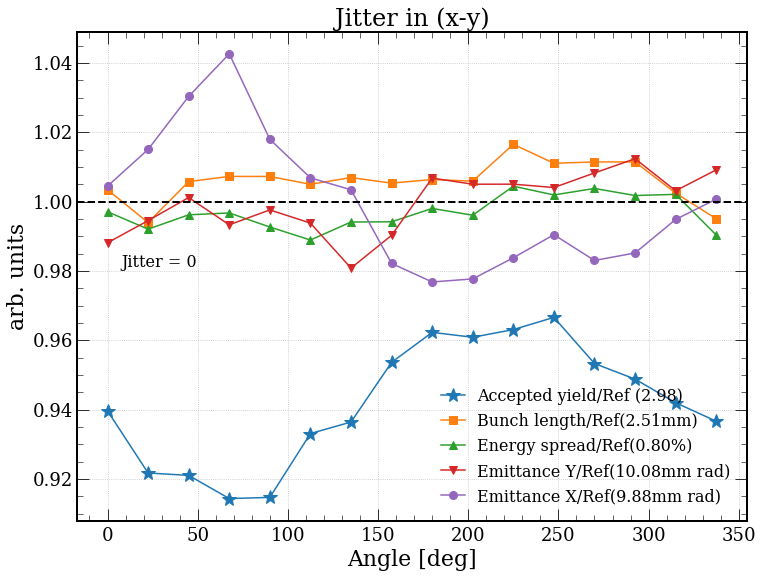 Jitter in (x-y)
1.04
1.02
1.00
0.98
0.96
0.94
0.92
arb. units
Jitter = 0
Accepted yield/Ref (2.98)
Bunch length/Ref(2.51mm)
Energy spread/Ref(0.80%)
Emittance Y/Ref(10.08mm rad)
Emittance X/Ref(9.88mm rad)
0 50 100 150 200 250 300 350
Angle [deg]